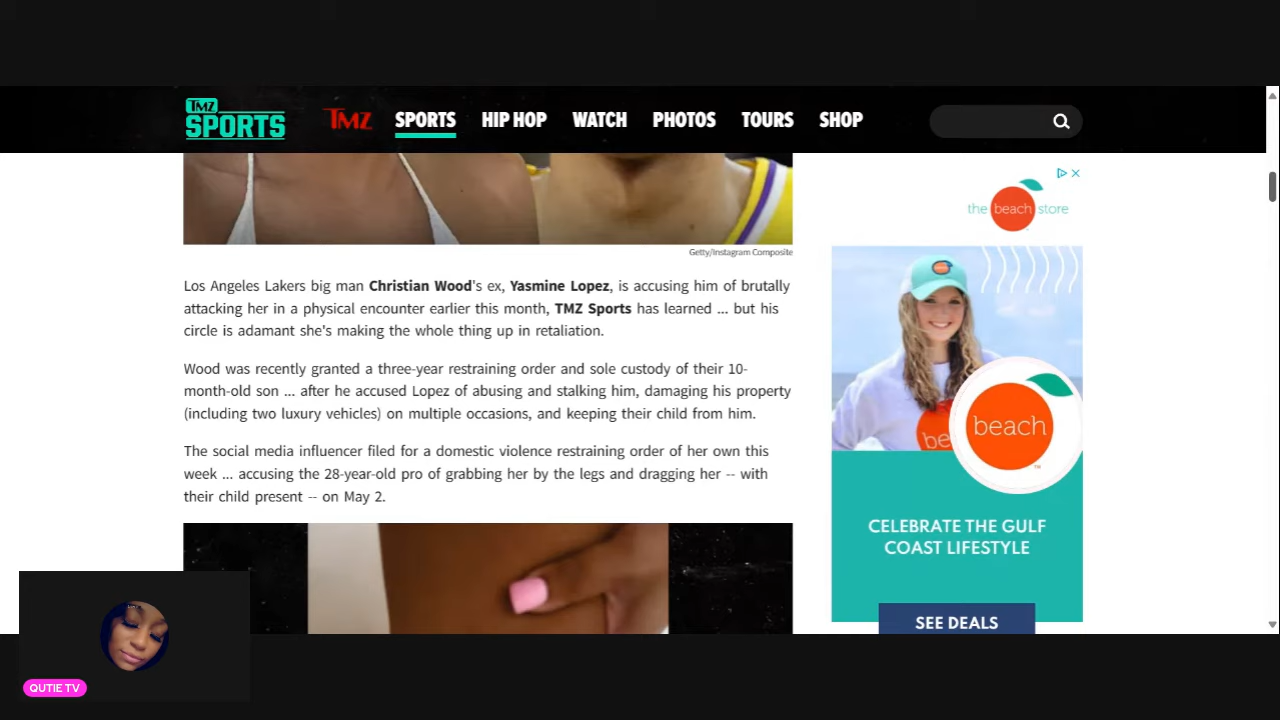 TMZ
SPORTS
TMZ SPORTS HIP HOP WATCH PHOTOS TOURS SHOP
Getty/Instagram Composite
Los Angeles Lakers big man Christian Wood's ex, Yasmine Lopez, is accusing him of brutally
attacking her in a physical encounter earlier this month, TMZ Sports has learned ... but his
circle is adamant she's making the whole thing up in retaliation.
Wood was recently granted a three-year restraining order and sole custody of their 10-
month-old son ... after he accused Lopez of abusing and stalking him, damaging his property
(including two luxury vehicles) on multiple occasions, and keeping their child from him.
The social media influencer filed for a domestic violence restraining order of her own this
week ... accusing the 28-year-old pro of grabbing her by the legs and dragging her -- with
their child present -- on May 2.
the beach store
be
beach
TM
CELEBRATE THE GULF
COAST LIFESTYLE
SEE DEALS
QUTIE TV